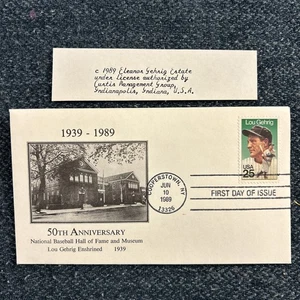 c 1989 Eleanor Gehrig Estate
under license authorized by
Curtis Management Group,
Indianapolis, Indiana, U.S.A.
1939 - 1989
Lou Gehrig
USA
25
COOPERSTOWN, NY
JUN
10
1989
13326
FIRST DAY OF ISSUE
50TH ANNIVERSARY
National Baseball Hall of Fame and Museum
Lou Gehrig Enshrined 1939